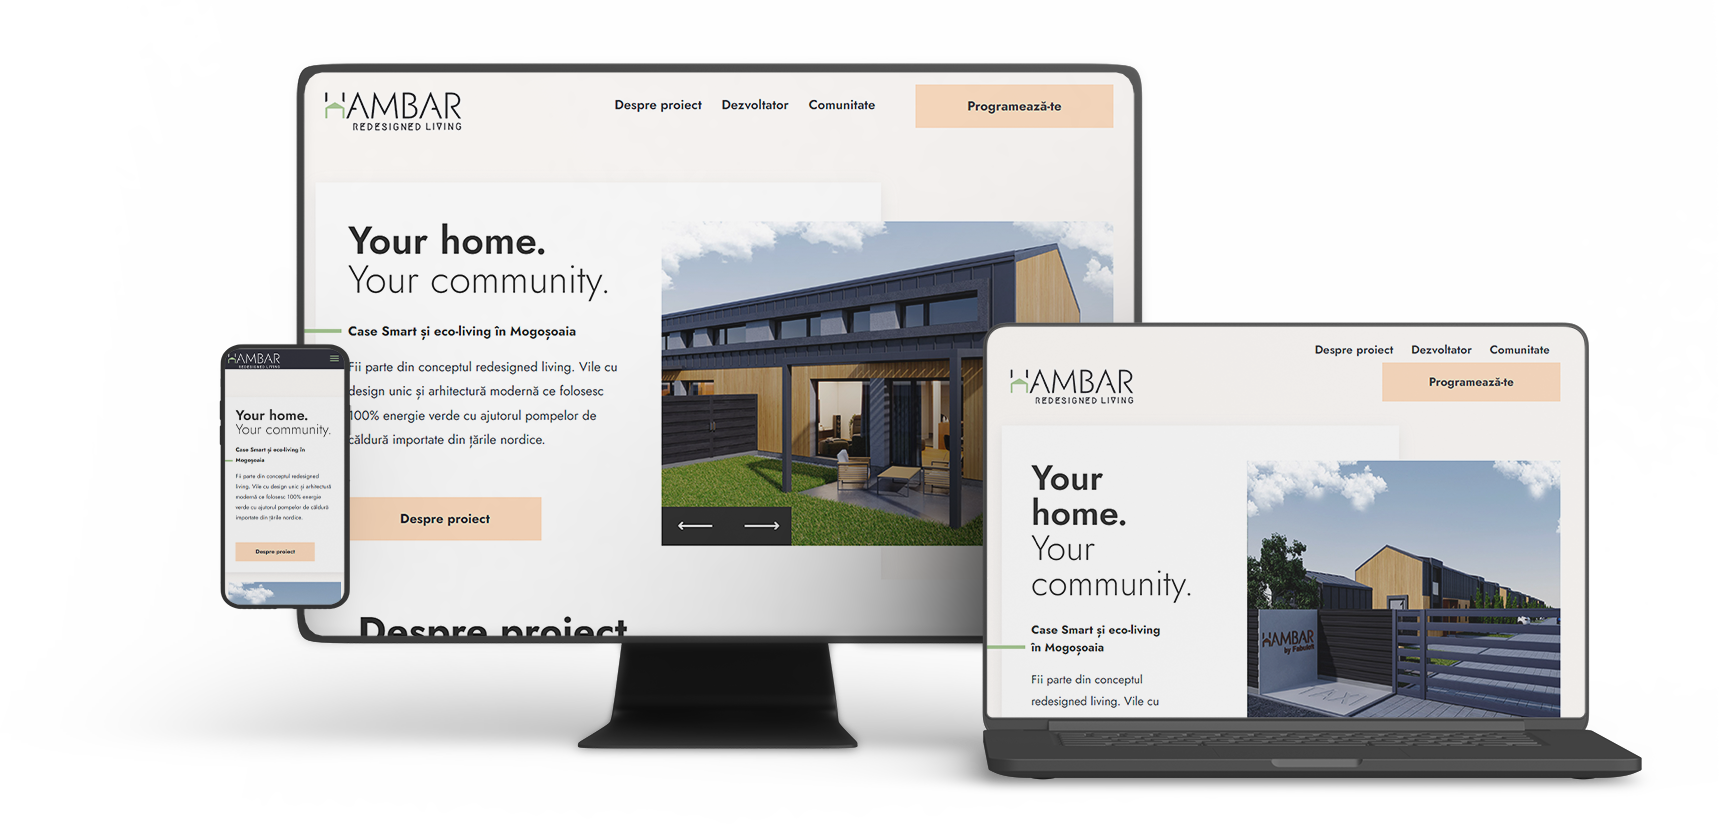 HAMBAR
REDESIGNED LIVING
Despre proiect Dezvoltator Comunitate Programează-te
Your home.
Your community.
Case Smart și eco-living în Mogoșoaia
Fii parte din conceptul redesigned living. Vile cu
design unic și arhitectură modernă ce folosesc
100% energie verde cu ajutorul pompelor de
căldură importate din țările nordice.
Despre proiect
Despre proiect
HAMBAR
REDESIGNED LIVING
Your home.
Your community.
Case Smart și eco-living în
Mogoșoaia
Fii parte din conceptul redesigned
living. Vile cu design unic și arhitectură
modernă ce folosesc 100% energie
verde cu ajutorul pompelor de căldură
importate din țările nordice.
Despre proiect
Despre proiect Dezvoltator Comunitate
Programează-te
HAMBAR
REDESIGNED LIVING
Your
home.
Your
community.
Case Smart și eco-living
în Mogoșoaia
Fii parte din conceptul
redesigned living. Vile cu
HAMBAR
by Fabulofi
TAXI